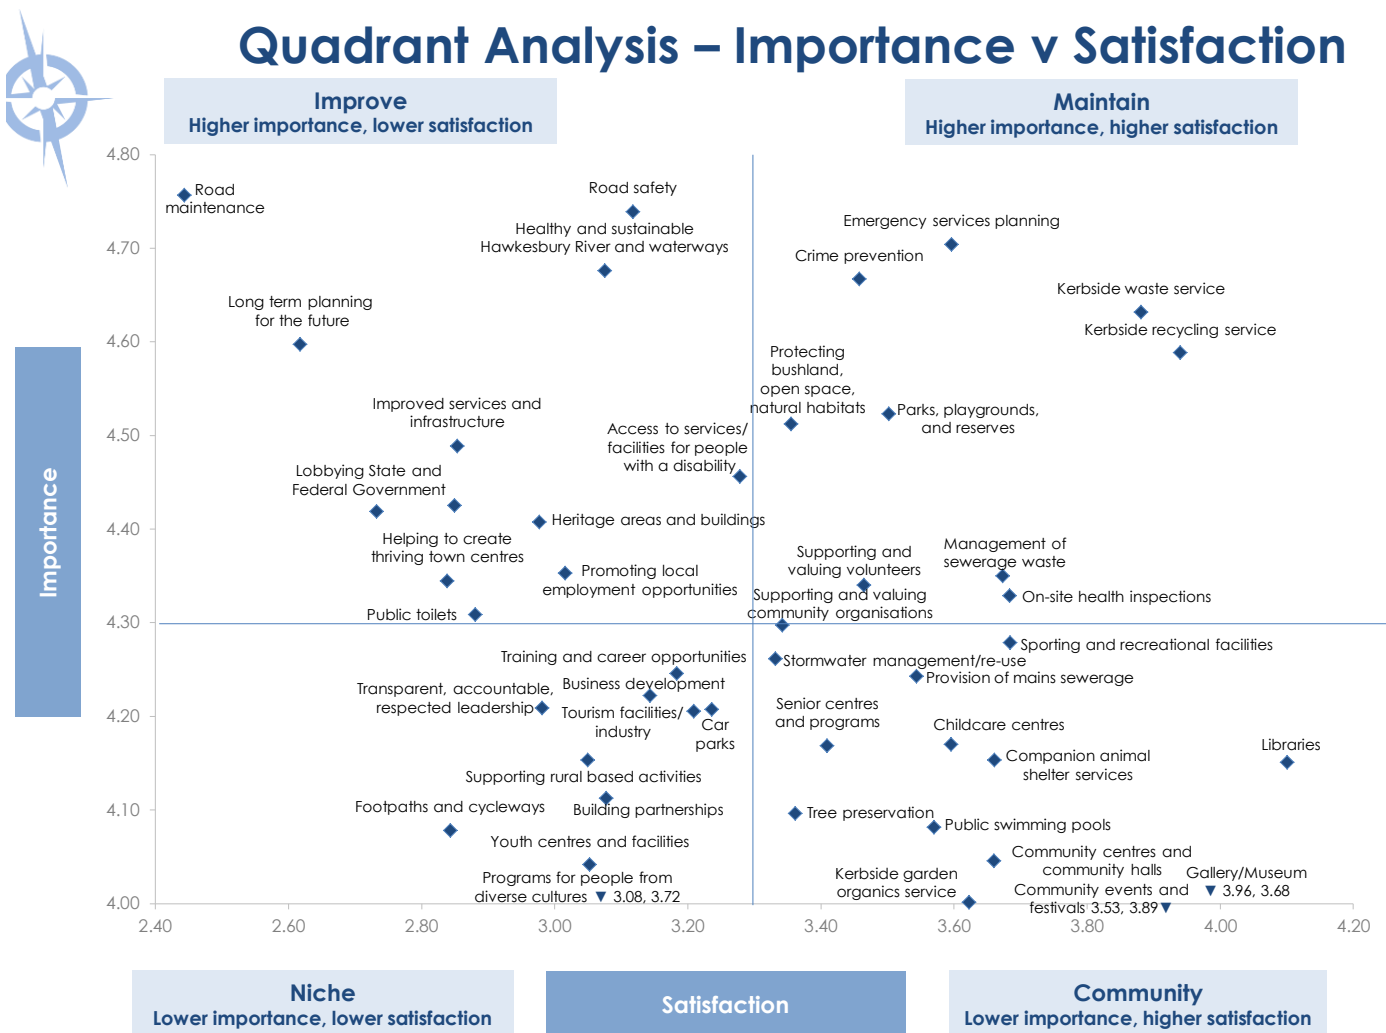 Quadrant Analysis – Importance v Satisfaction
Improve
Higher importance, lower satisfaction
Maintain
Higher importance, higher satisfaction
4.80
4.70
4.60
4.50
4.40
4.30
4.20
4.10
4.00
Importance
Road
maintenance
Road safety
Healthy and sustainable
Hawkesbury River and waterways
Emergency services planning
Crime prevention
Kerbside waste service
Kerbside recycling service
Long term planning
for the future
Protecting
bushland,
open space,
natural habitats
Parks, playgrounds,
and reserves
Improved services and
infrastructure
Access to services/
facilities for people
with a disability
Lobbying State and
Federal Government
Heritage areas and buildings
Helping to create
thriving town centres
Promoting local
employment opportunities
Public toilets
Supporting and
valuing volunteers
Management of
sewerage waste
Supporting and valuing
community organisations
On-site health inspections
Sporting and recreational facilities
Training and career opportunities
Stormwater management/re-use
Provision of mains sewerage
Business development
Transparent, accountable,
respected leadership
Tourism facilities/
industry
Car
parks
Senior centres
and programs
Childcare centres
Libraries
Companion animal
shelter services
Supporting rural based activities
Building partnerships
Footpaths and cycleways
Tree preservation
Public swimming pools
Youth centres and facilities
Community centres and
community halls
Programs for people from
diverse cultures
3.08, 3.72
Kerbside garden
organics service
Gallery/Museum
3.96, 3.68
Community events and
festivals 3.53, 3.89
2.40
2.60
2.80
3.00
3.20
3.40
3.60
3.80
4.00
4.20
Niche
Lower importance, lower satisfaction
Satisfaction
Community
Lower importance, higher satisfaction